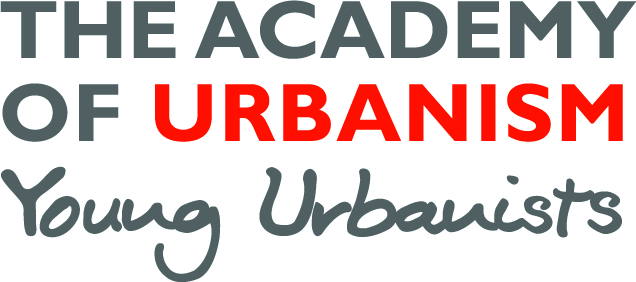 THE ACADEMY
OF URBANISM
Young Urbanists